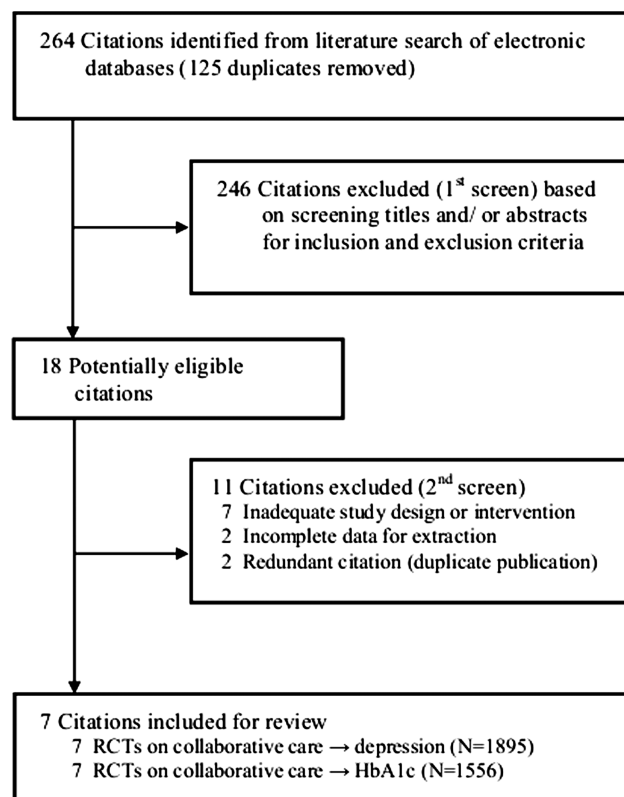 264 Citations identified from literature search of electronic
databases (125 duplicates removed)
246 Citations excluded (1st screen) based
on screening titles and/ or abstracts
for inclusion and exclusion criteria
18 Potentially eligible
citations
11 Citations excluded (2nd screen)
7 Inadequate study design or intervention
2 Incomplete data for extraction
2 Redundant citation (duplicate publication)
7 Citations included for review
7 RCTs on collaborative care → depression (N=1895)
7 RCTs on collaborative care → HbA1c (N=1556)